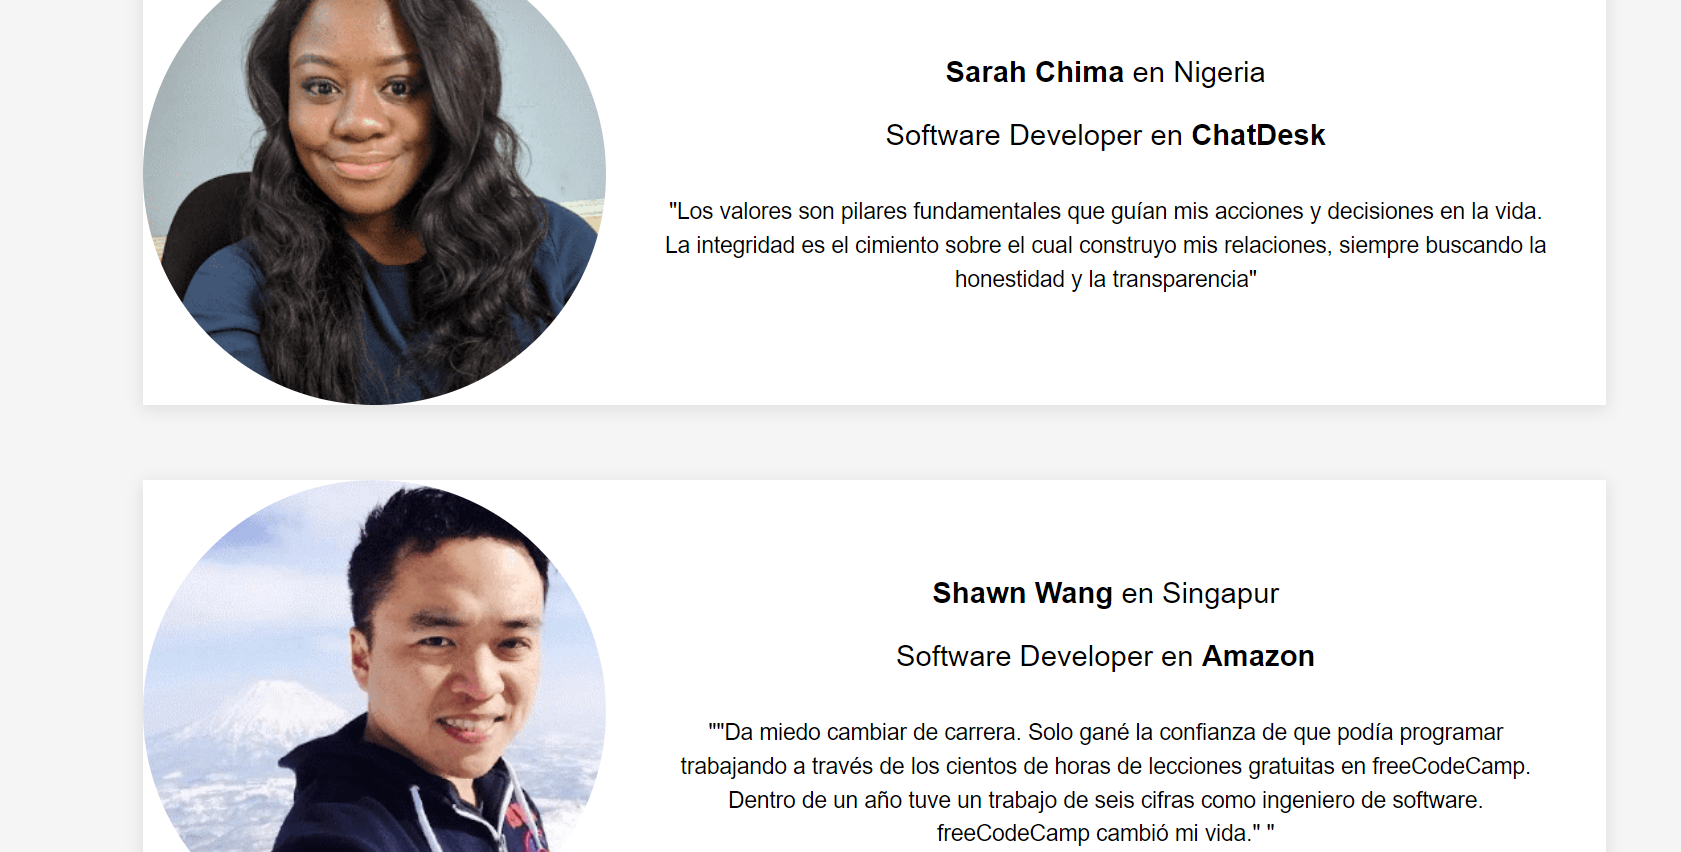 Sarah Chima en Nigeria
Software Developer en ChatDesk
"Los valores son pilares fundamentales que guían mis acciones y decisiones en la vida.
La integridad es el cimiento sobre el cual construyo mis relaciones, siempre buscando la
honestidad y la transparencia"
Shawn Wang en Singapur
Software Developer en Amazon
""Da miedo cambiar de carrera. Solo gané la confianza de que podía programar
trabajando a través de los cientos de horas de lecciones gratuitas en freeCodeCamp.
Dentro de un año tuve un trabajo de seis cifras como ingeniero de software.
freeCodeCamp cambió mi vida." "